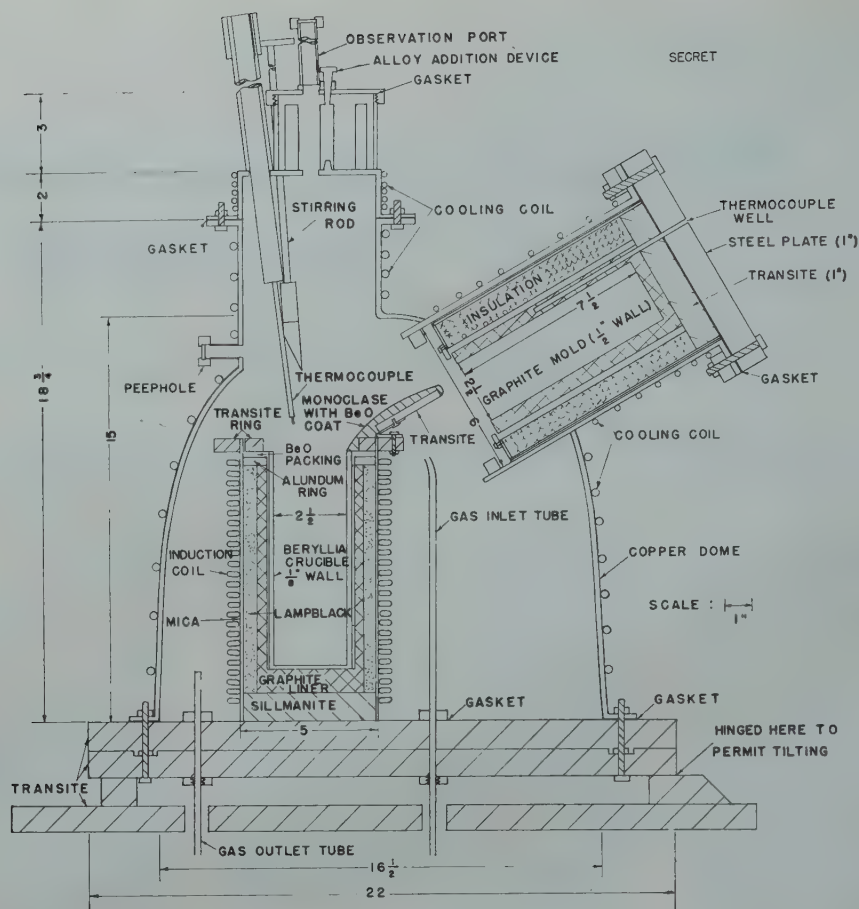 OBSERVATION PORT
ALLOY ADDITION DEVICE
GASKET
SECRET
3
2
GASKET
STIRRING
ROD
COOLING COIL
THERMOCOUPLE
WELL
STEEL PLATE (1")
TRANSITE (1")
INSULATION
7 1/2
GRAPHITE MOLD (1/2" WALL)
2 1/2
6
GASKET
18 3/4
15
PEEPHOLE
THERMOCOUPLE
MONOCLASE
WITH BeO
COAT
TRANSITE
RING
TRANSITE
COOLING COIL
BeO
PACKING
ALUNDUM
RING
2 1/2
GAS INLET TUBE
INDUCTION
COIL
BERYLLIA
CRUCIBLE
1/8" WALL
COPPER DOME
MICA
LAMPBLACK
SCALE :
1"
GRAPHITE
LINER
SILLMANITE
GASKET
GASKET
5
HINGED HERE TO
PERMIT TILTING
TRANSITE
GAS OUTLET TUBE
16 1/2
22